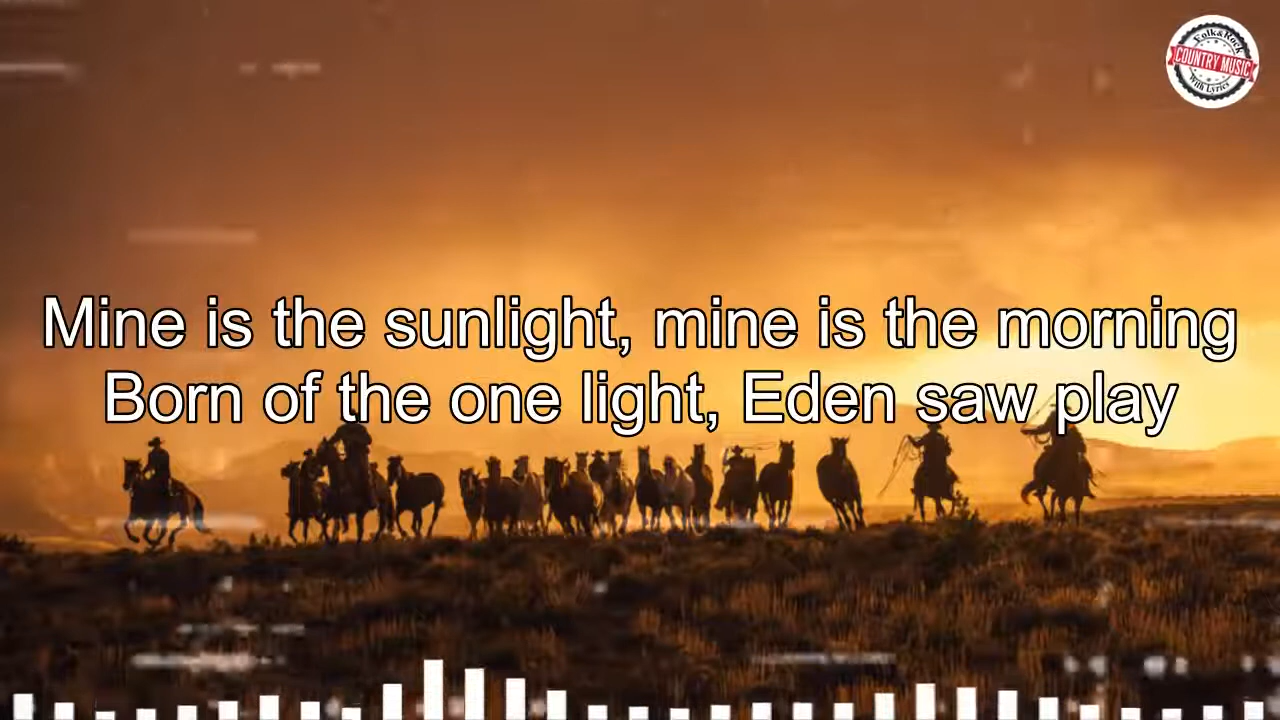 Folk&Rock
COUNTRY MUSIC
With Lyrics
Mine is the sunlight, mine is the morning
Born of the one light, Eden saw play